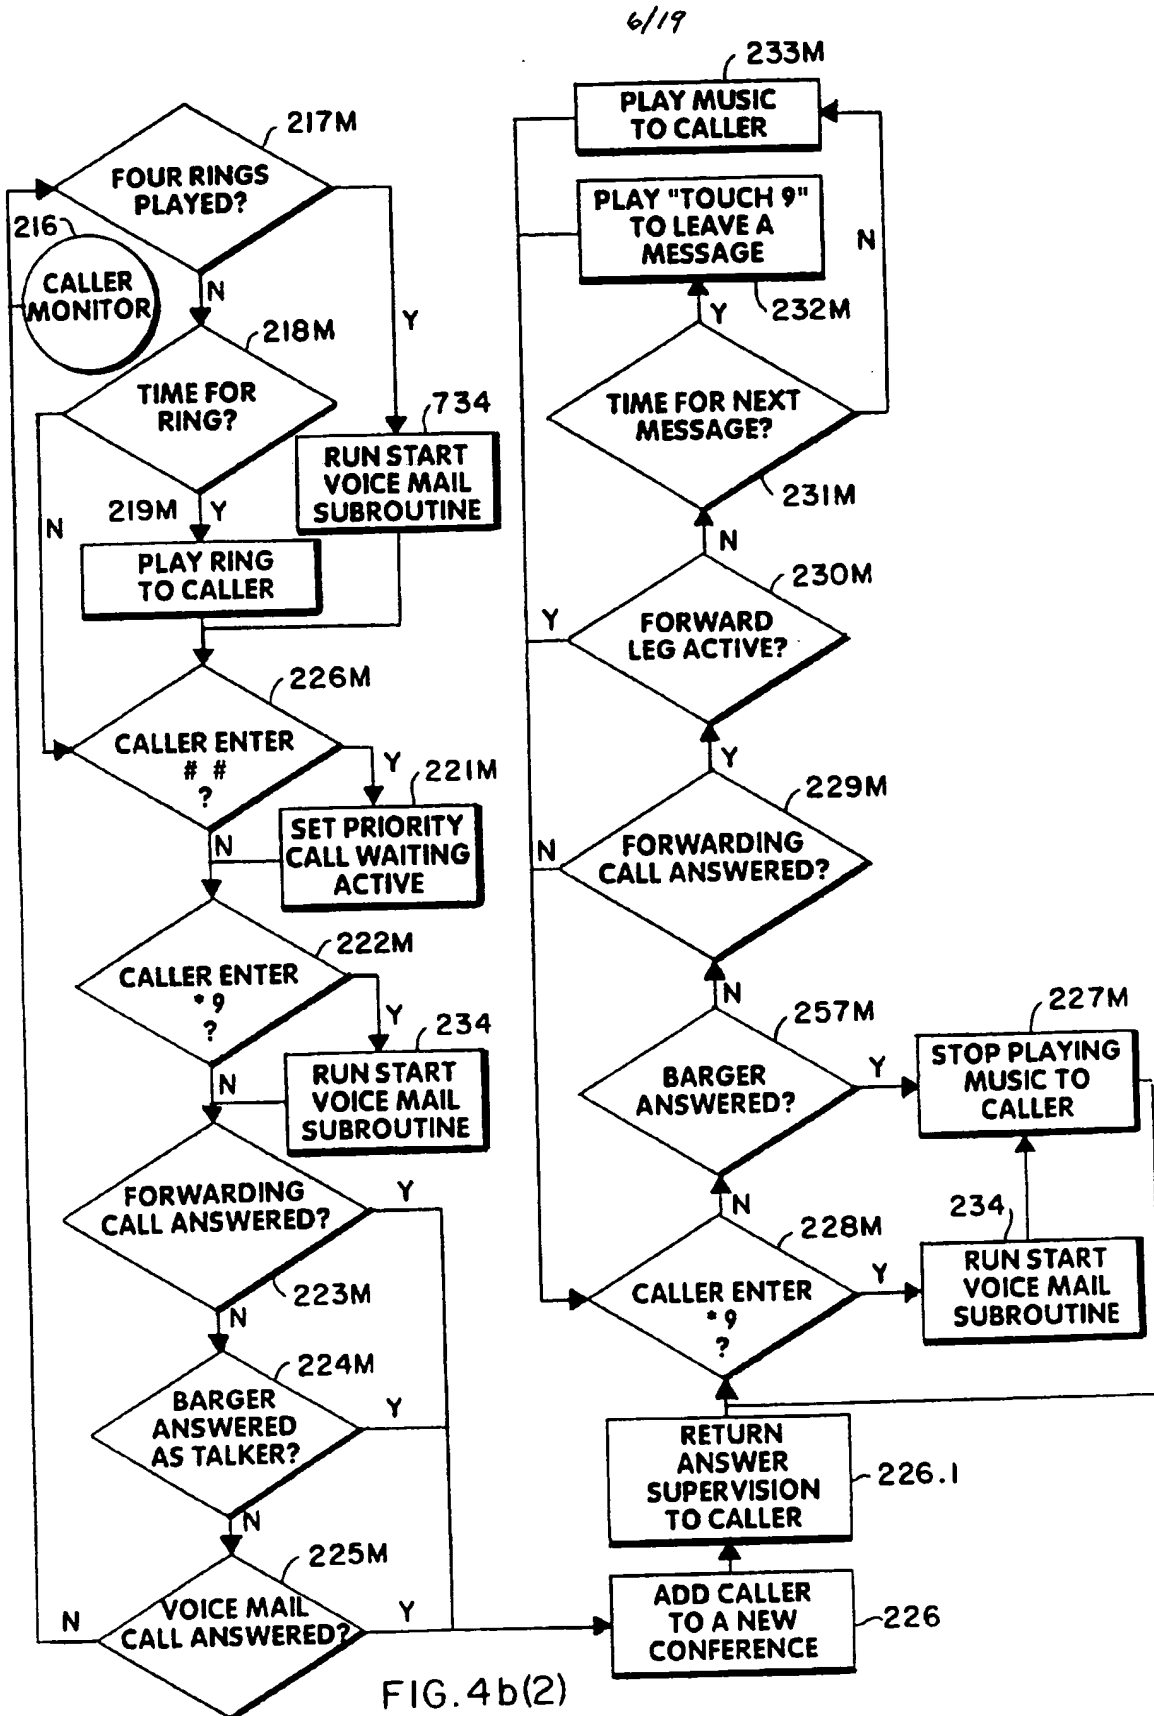 6/19
217M
FOUR RINGS
PLAYED?
216
CALLER
MONITOR
N
Y
218M
TIME FOR
RING?
734
RUN START
VOICE MAIL
SUBROUTINE
N
219M
Y
PLAY RING
TO CALLER
226M
CALLER ENTER
# #
?
Y
221M
N
SET PRIORITY
CALL WAITING
ACTIVE
222M
CALLER ENTER
*9
?
Y
234
N
RUN START
VOICE MAIL
SUBROUTINE
FORWARDING
CALL ANSWERED?
Y
223M
N
224M
BARGER
ANSWERED
AS TALKER?
Y
N
225M
VOICE MAIL
CALL ANSWERED?
N
Y
233M
PLAY MUSIC
TO CALLER
PLAY "TOUCH 9"
TO LEAVE A
MESSAGE
N
232M
Y
TIME FOR NEXT
MESSAGE?
231M
N
230M
FORWARD
LEG ACTIVE?
Y
Y
229M
FORWARDING
CALL ANSWERED?
N
N
257M
BARGER
ANSWERED?
Y
227M
STOP PLAYING
MUSIC TO
CALLER
N
228M
CALLER ENTER
*9
?
Y
234
RUN START
VOICE MAIL
SUBROUTINE
RETURN
ANSWER
SUPERVISION
TO CALLER
226.1
ADD CALLER
TO A NEW
CONFERENCE
226
FIG.4b(2)